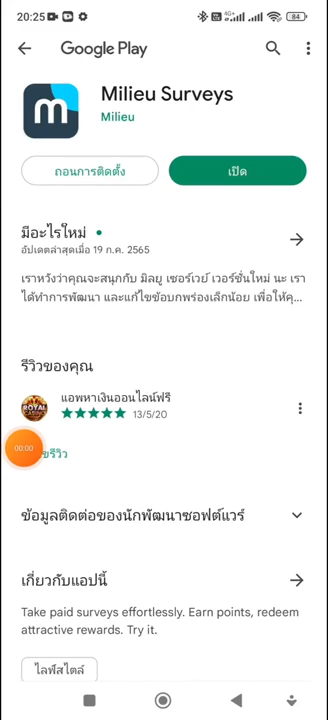 20:25
4G+
84
Google Play
m
Milieu Surveys
Milieu
ถอนการติดตั้ง
เปิด
มีอะไรใหม่ •
อัปเดตล่าสุดเมื่อ 19 ก.ค. 2565
เราหวังว่าคุณจะสนุกกับ มิลยู เซอร์เวย์ เวอร์ชั่นใหม่ นะ เรา
ได้ทำการพัฒนา และแก้ไขข้อบกพร่องเล็กน้อย เพื่อให้คุ...
รีวิวของคุณ
ROYAL CASINO
แอพหาเงินออนไลน์ฟรี
13/5/20
00:00
ขรีวิว
ข้อมูลติดต่อของนักพัฒนาซอฟต์แวร์
เกี่ยวกับแอปนี้
Take paid surveys effortlessly. Earn points, redeem
attractive rewards. Try it.
ไลฟ์สไตล์